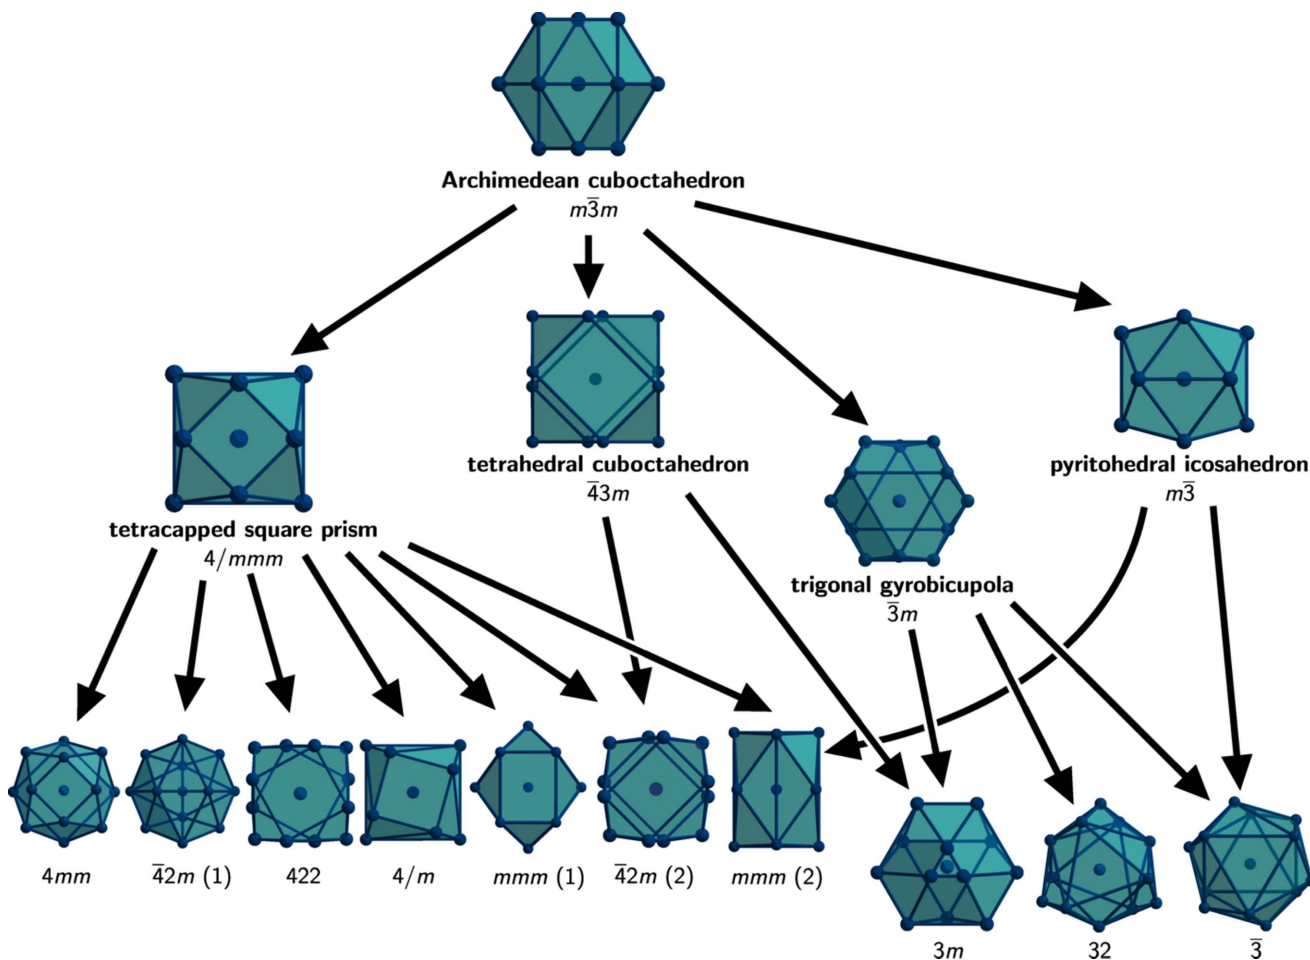 Archimedean cuboctahedron
m3̅m
tetrahedral cuboctahedron
4̅3m
pyritohedral icosahedron
m3̅
tetracapped square prism
4/mmm
trigonal gyrobicupola
3̅m
4mm
4̅2m (1)
422
4/m
mmm (1)
4̅2m (2)
mmm (2)
3m
32
3̅